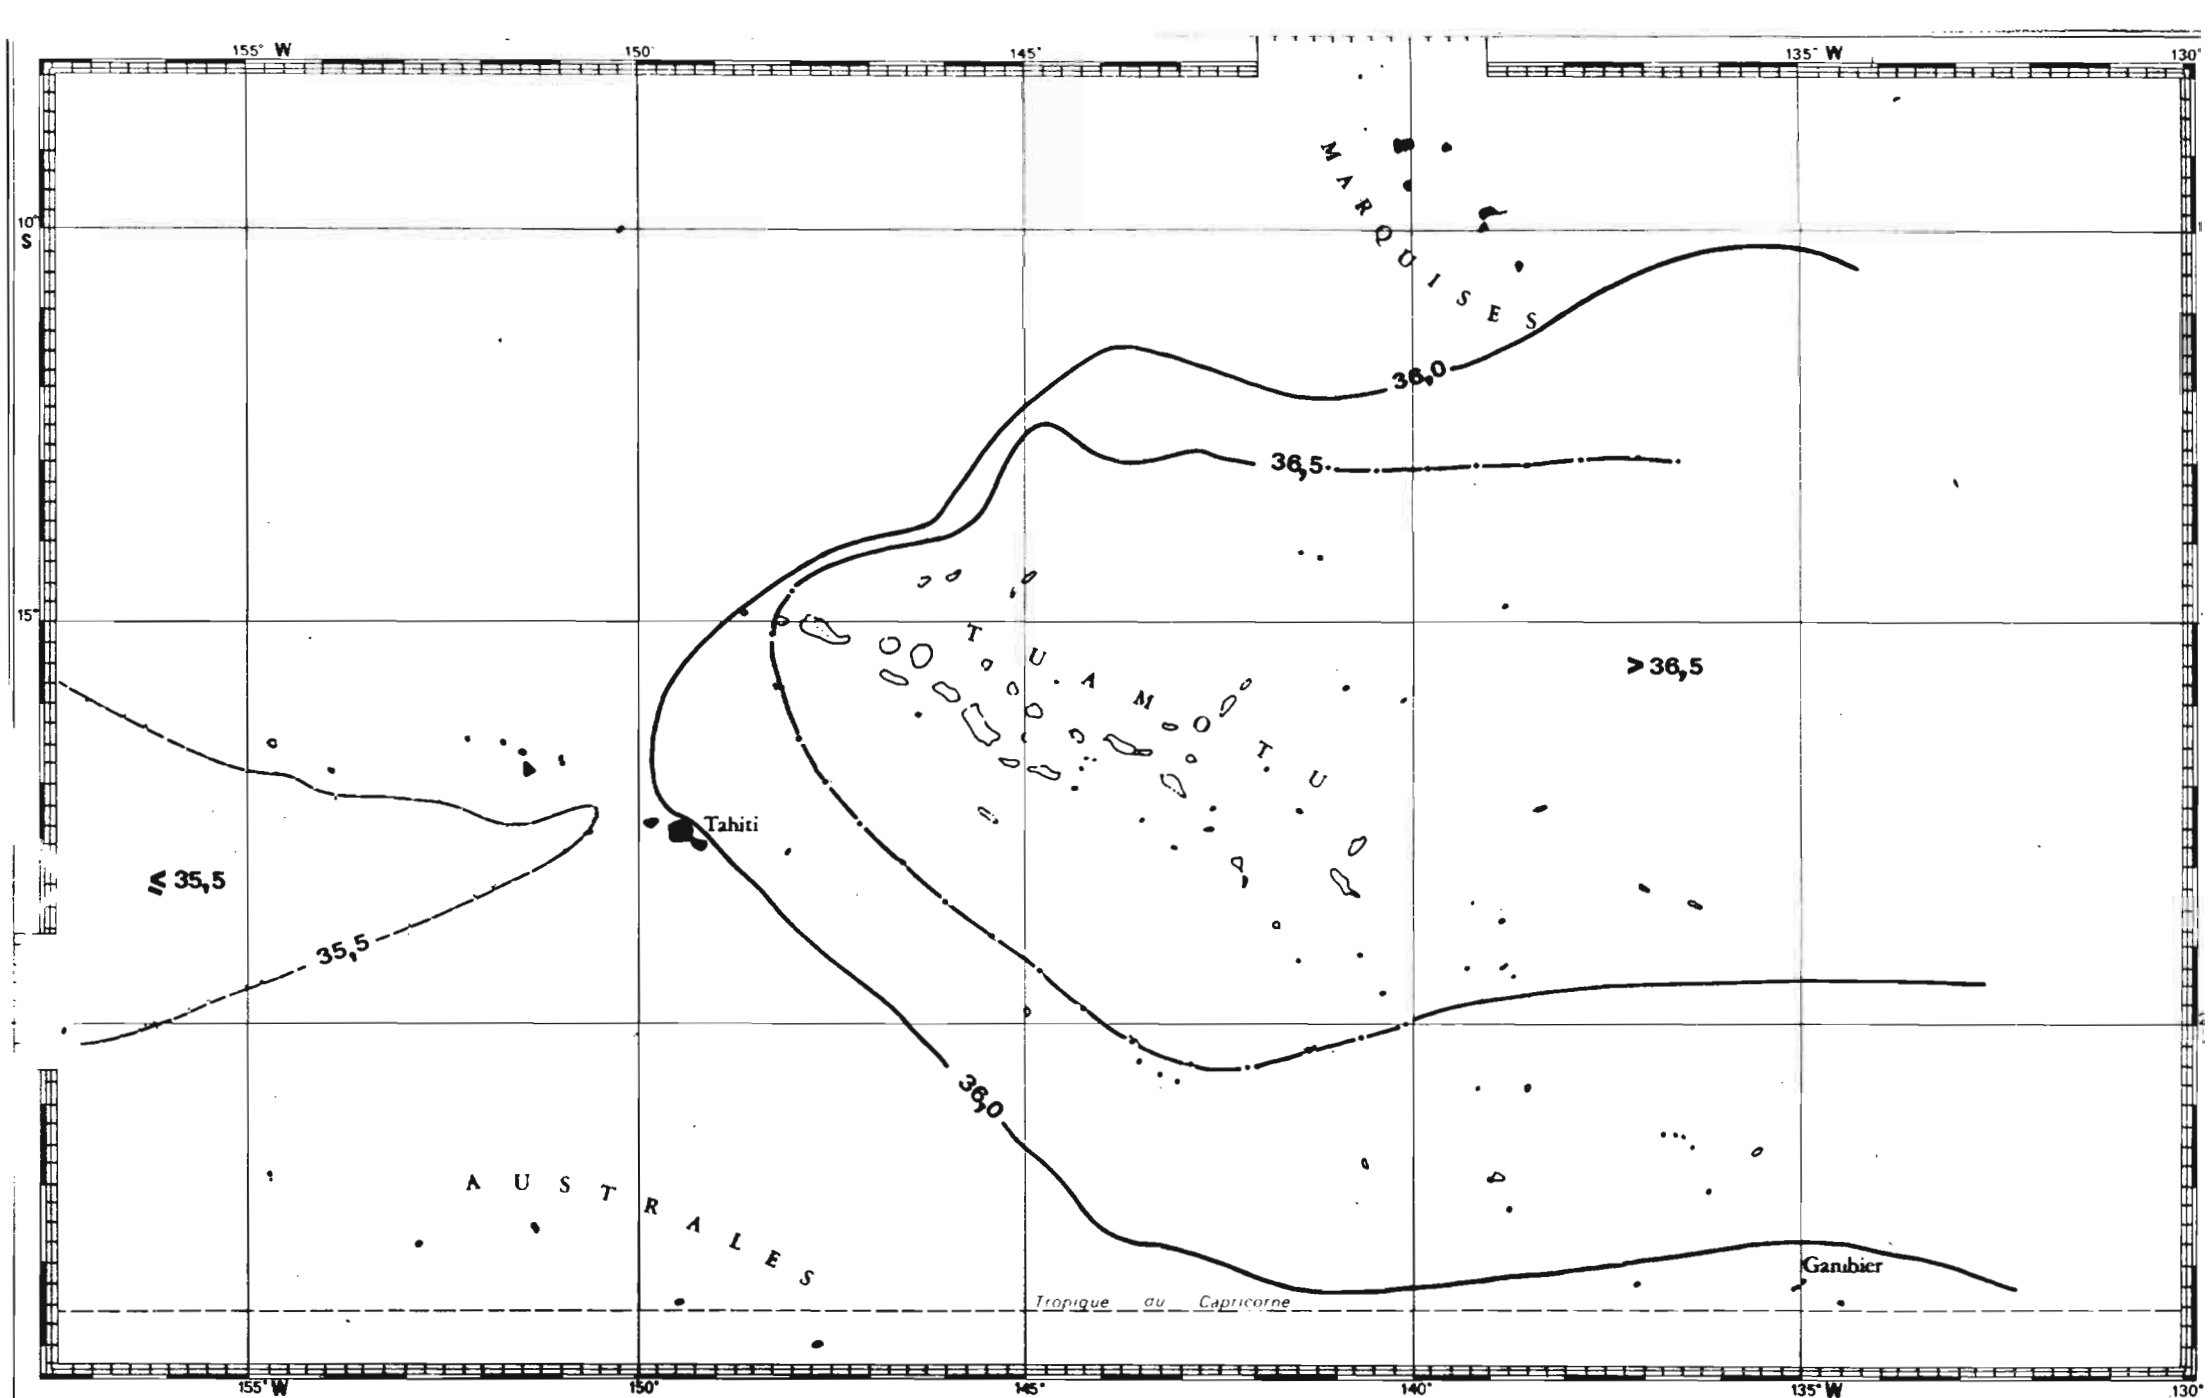 155° W
150°
145°
135° W
130°
MARQUISES
10°
S
36,0
36,5
15°
TUAMOTU
> 36,5
Tahiti
≤ 35,5
35,5
36,0
AUSTRALES
Gambier
Tropique du Capricorne
155° W
150°
145°
140°
135° W
130°